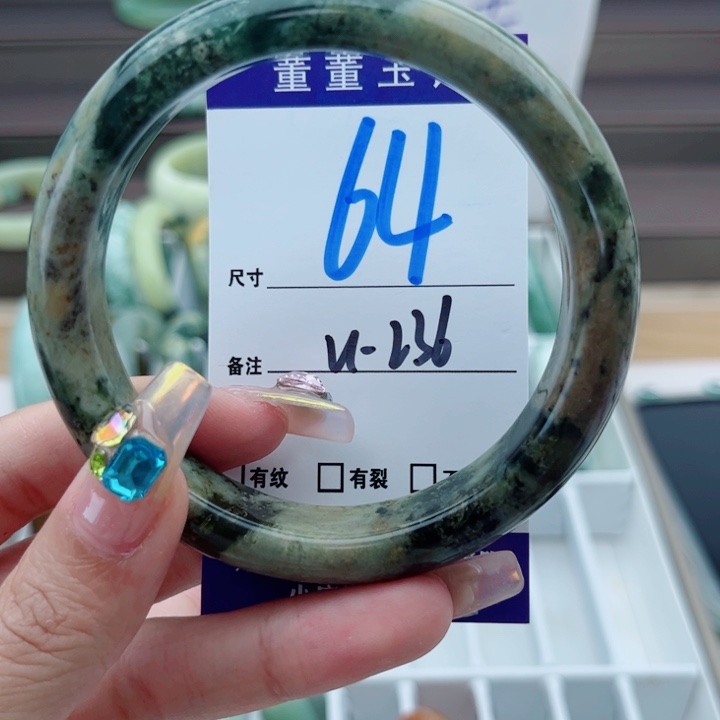 董董玉
尺寸 64
备注 u-236
有纹 □有裂 □